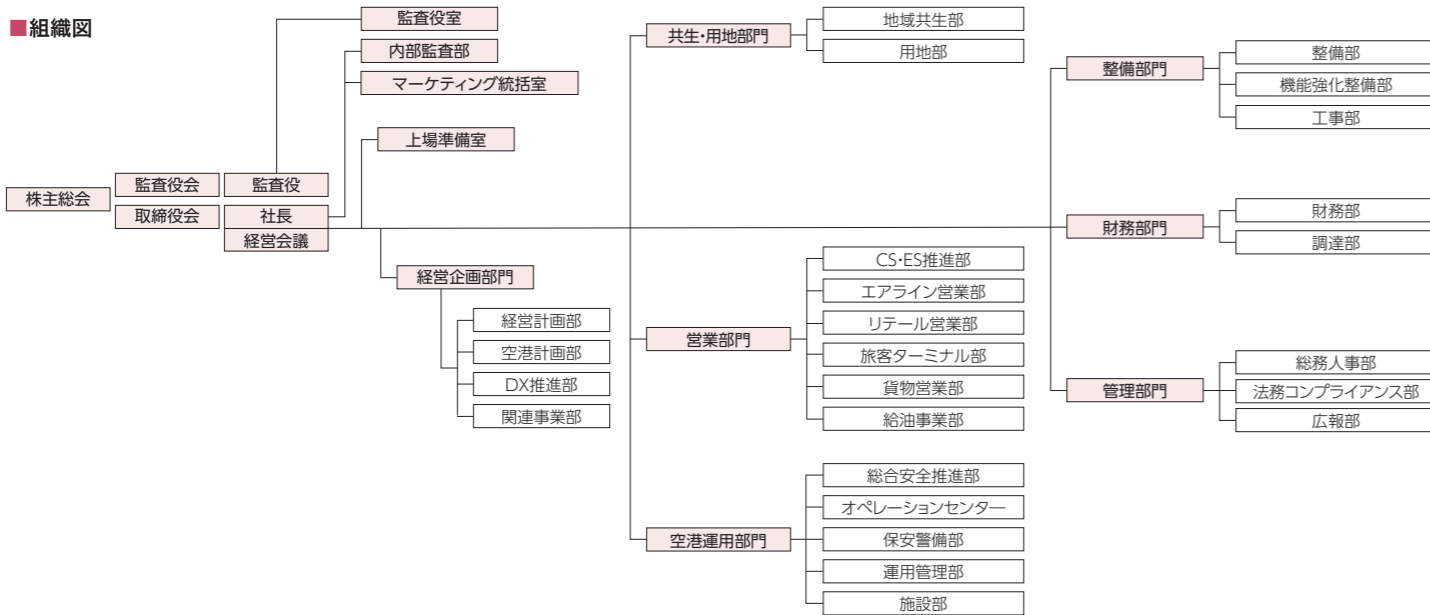 ■組織図
監査役室
内部監査部
マーケティング統括室
上場準備室
株主総会
監査役会
監査役
取締役会
社長
経営会議
経営企画部門
経営計画部
空港計画部
DX推進部
関連事業部
共生・用地部門
地域共生部
用地部
営業部門
CS・ES推進部
エアライン営業部
リテール営業部
旅客ターミナル部
貨物営業部
給油事業部
空港運用部門
総合安全推進部
オペレーションセンター
保安警備部
運用管理部
施設部
整備部門
整備部
機能強化整備部
工事部
財務部門
財務部
調達部
管理部門
総務人事部
法務コンプライアンス部
広報部